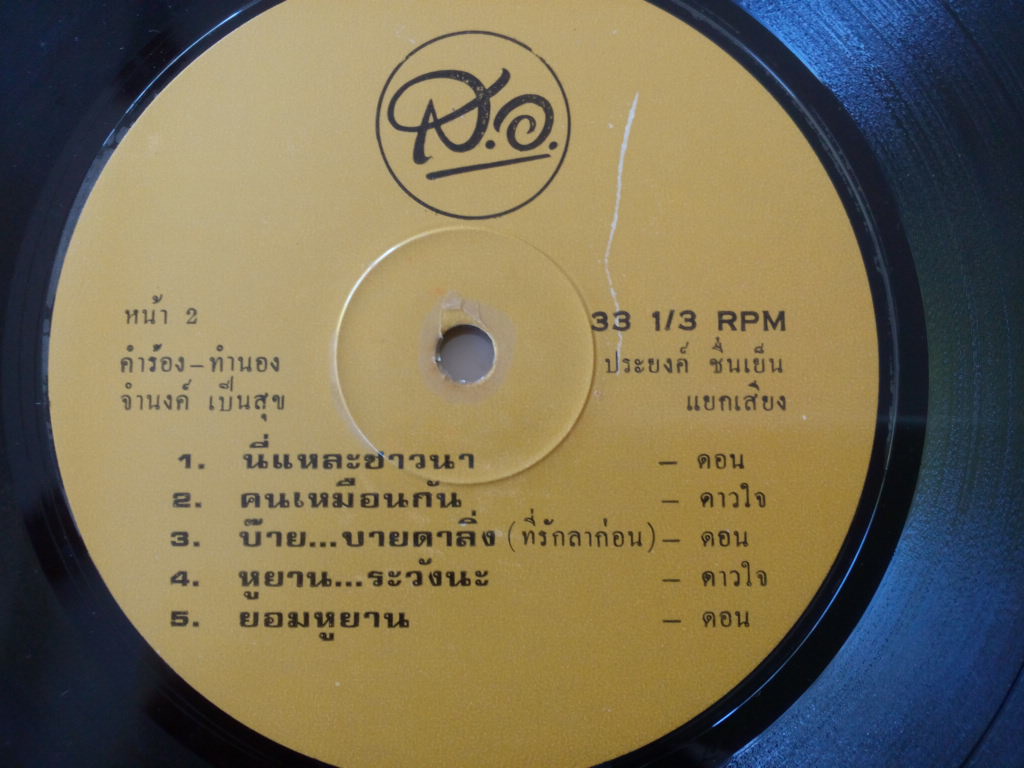 ส.อ.
หน้า 2
33 1/3 RPM
คำร้อง - ทำนอง
ประยงค์ ชื่นเย็น
จำนงค์ เป็นสุข
แยกเสียง
1. นี่แหละชาวนา - ดอน
2. คนเหมือนกัน - ดาวใจ
3. บ๊าย...บายดาลิ่ง (ที่รักลาก่อน) - ดอน
4. หูยาน...ระวังนะ - ดาวใจ
5. ยอมหูยาน - ดอน